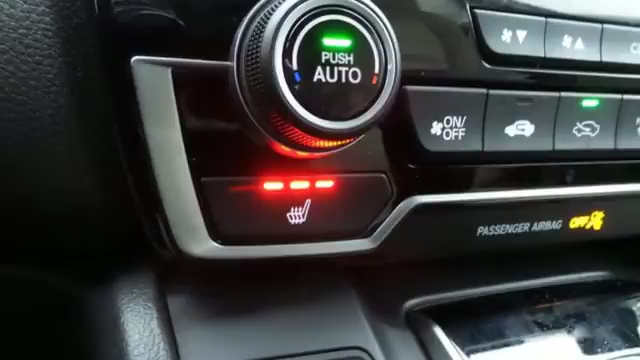 PUSH
AUTO
ON/
OFF
PASSENGER AIRBAG OFF